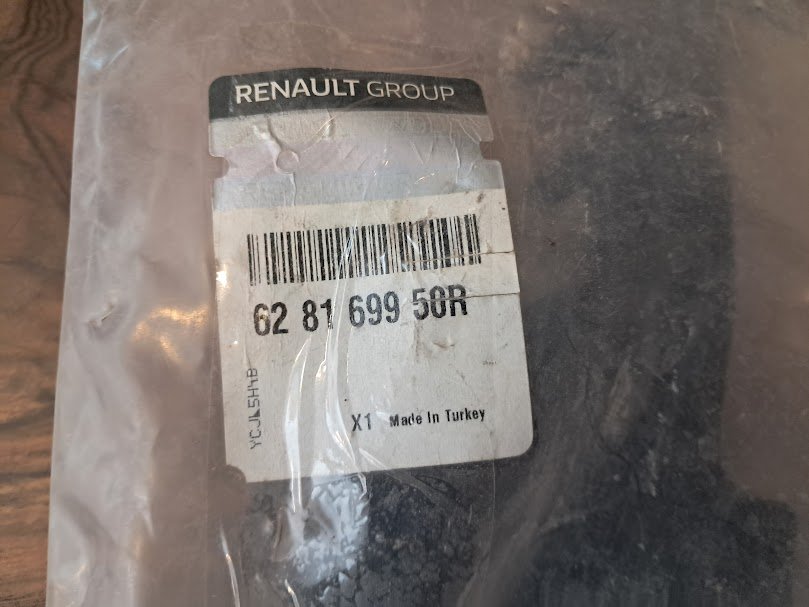 RENAULT GROUP
62 81 699 50R
YCJL5H4B
X1 Made In Turkey